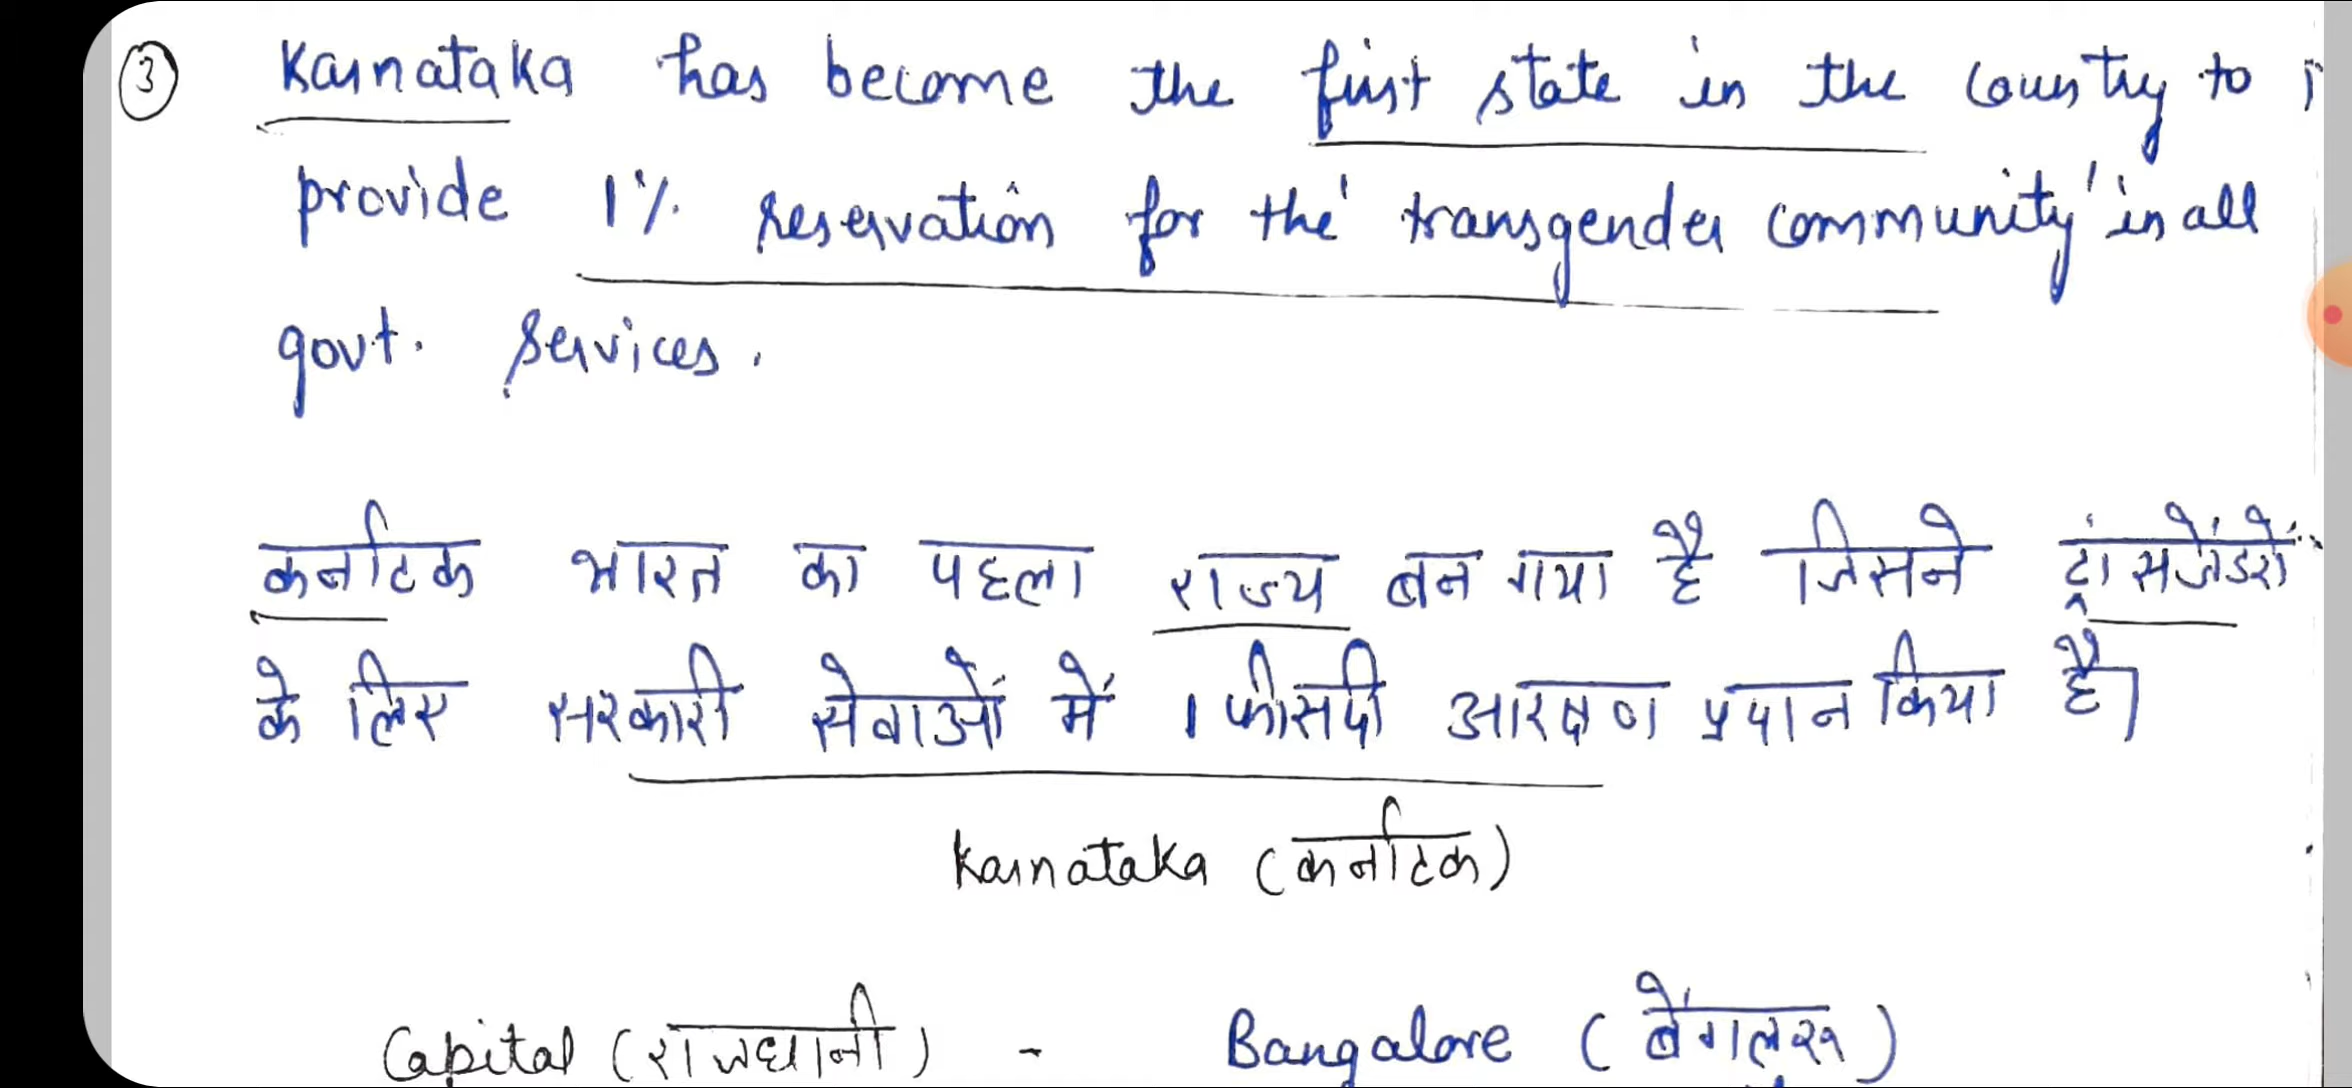 ③ Karnataka has become the first state in the country to
provide 1% reservation for the 'transgender community' in all
govt. services.
कर्नाटक भारत का पहला राज्य बन गया है जिसने ट्रांसजेंडरों
के लिए सरकारी सेवाओं में 1 फीसदी आरक्षण प्रदान किया है।
Karnataka (कर्नाटक)
Capital (राजधानी) - Bangalore (बेंगलुरू)